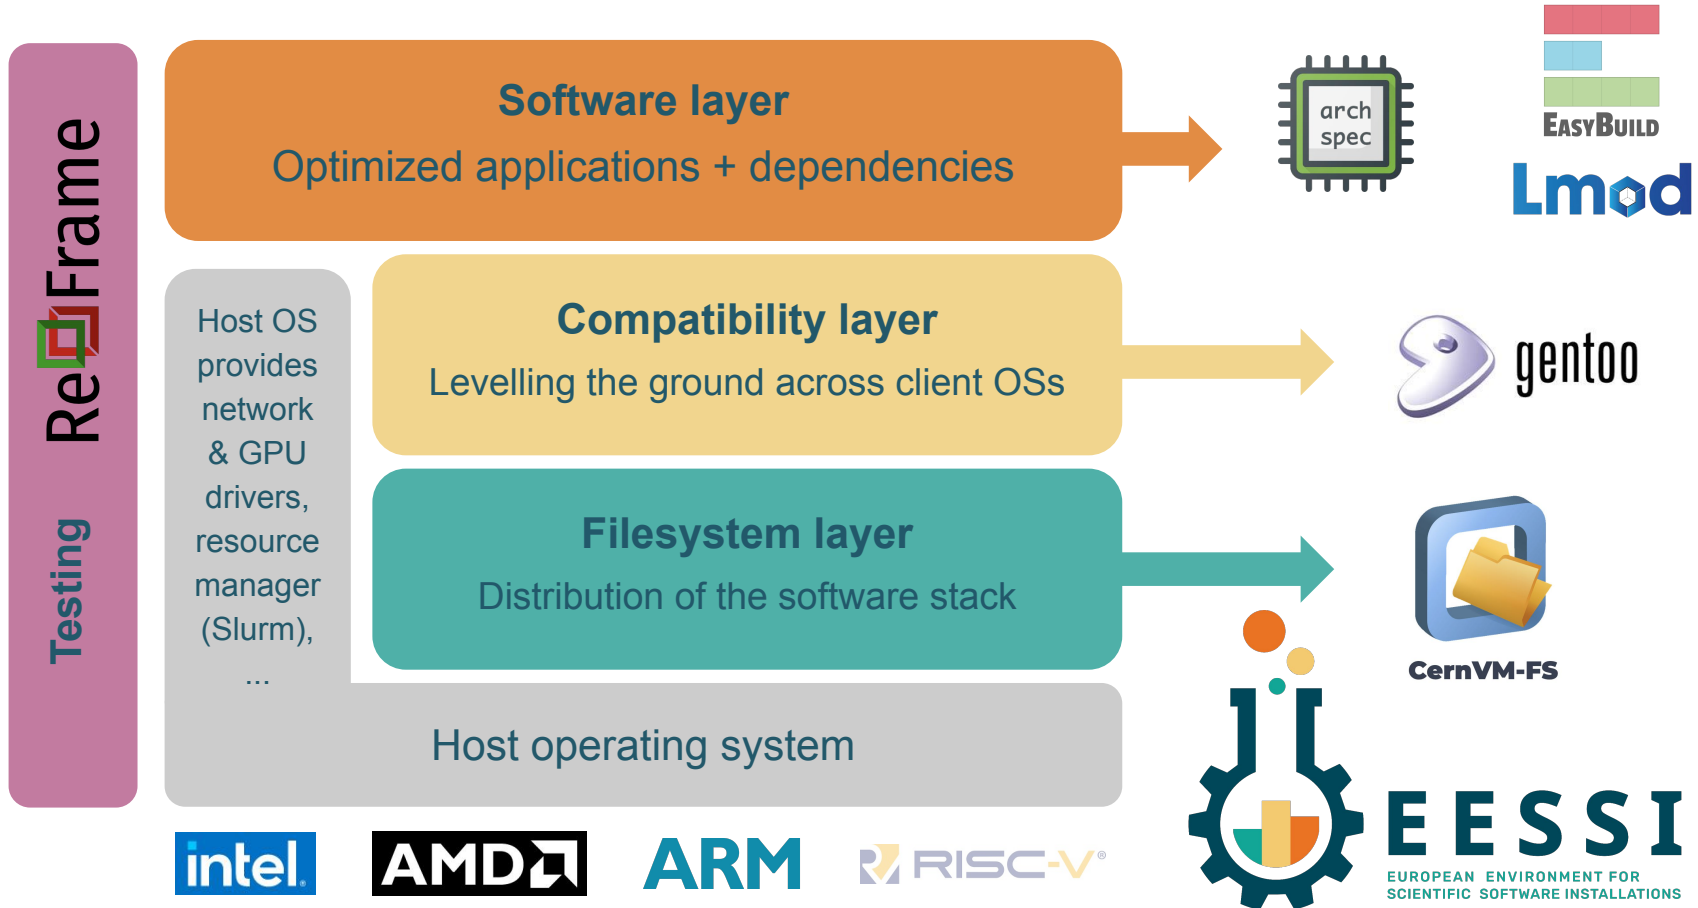 ReFrame
Testing
Software layer
Optimized applications + dependencies
Host OS
provides
network
& GPU
drivers,
resource
manager
(Slurm),
...
Compatibility layer
Levelling the ground across client OSs
Filesystem layer
Distribution of the software stack
Host operating system
arch
spec
EASYBUILD
Lmod
gentoo
CernVM-FS
intel.
AMD
ARM
RISC-V®
EESSI
EUROPEAN ENVIRONMENT FOR
SCIENTIFIC SOFTWARE INSTALLATIONS